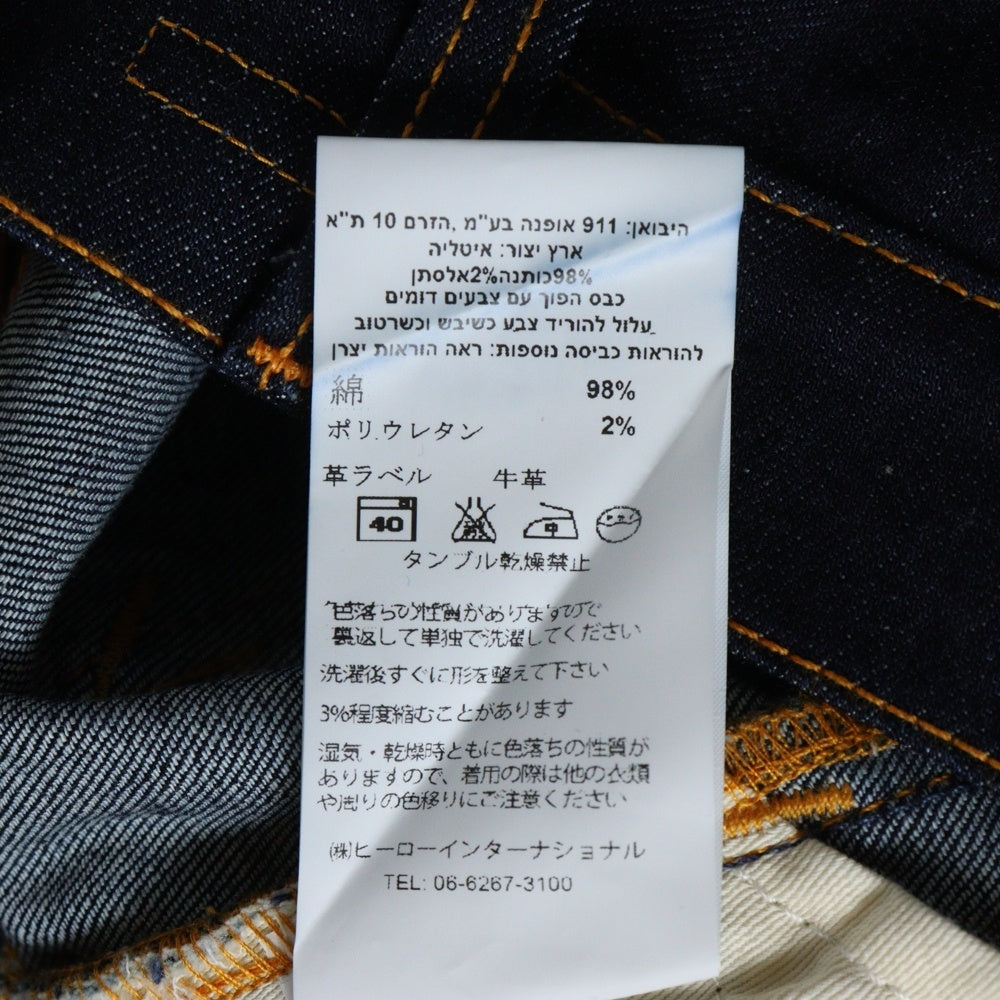 היבואן: 911 אופנה בע"מ ,הזרם 10 ת"א
ארץ יצור: איטליה
98%כותנה2%אלסתן
כבס הפוך עם צבעים דומים
עלול להוריד צבע כשיבש וכשרטוב.
להוראות כביסה נוספות: ראה הוראות יצרן
綿 98%
ポリウレタン 2%
革ラベル 牛革
40 中
タンブル乾燥禁止
色落ちの性質がありますので
裏返して単独で洗濯してください
洗濯後すぐに形を整えて下さい
3%程度縮むことがあります
湿気・乾燥時ともに色落ちの性質が
ありますので、着用の際は他の衣類
や周りの色移りにご注意ください
㈱ヒーローインターナショナル
TEL: 06-6267-3100